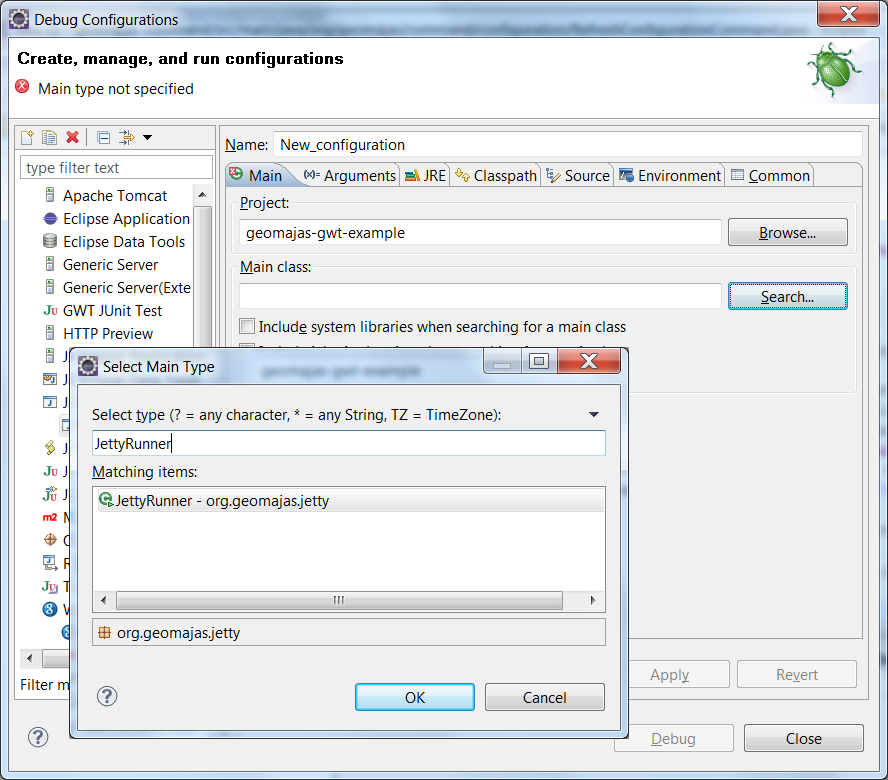 Debug Configurations
Create, manage, and run configurations
Main type not specified
type filter text
Apache Tomcat
Eclipse Application
Eclipse Data Tools
Generic Server
Generic Server(Exte
GWT JUnit Test
HTTP Preview
Filter m
Name: New_configuration
Main Arguments JRE Classpath Source Environment Common
Project:
geomajas-gwt-example Browse...
Main class:
Search...
Include system libraries when searching for a main class
Select Main Type
Select type (? = any character, * = any String, TZ = TimeZone):
JettyRunner
Matching items:
JettyRunner - org.geomajas.jetty
org.geomajas.jetty
OK Cancel
Apply Revert
Debug Close